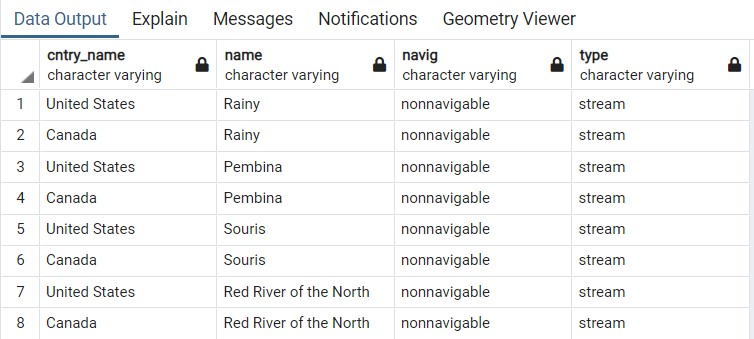 Data Output Explain Messages Notifications Geometry Viewer
cntry_name name navig type
character varying character varying character varying character varying
1 United States Rainy nonnavigable stream
2 Canada Rainy nonnavigable stream
3 United States Pembina nonnavigable stream
4 Canada Pembina nonnavigable stream
5 United States Souris nonnavigable stream
6 Canada Souris nonnavigable stream
7 United States Red River of the North nonnavigable stream
8 Canada Red River of the North nonnavigable stream